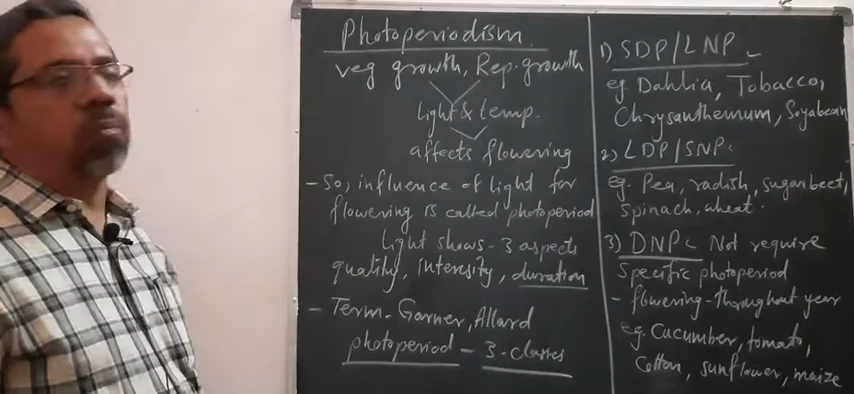 Photoperiodism.
veg growth, Rep. growth
light & temp.
affects flowering
- So, influence of light for
flowering is called photoperiod
light shows - 3 aspects
quality, intensity, duration
- Term - Garner, Allard
photoperiod - 3-classes
1) SDP/LNP -
eg. Dahlia, Tobacco,
Chrysanthemum, Soyabean
2) LDP/SNP:
eg. Pea, radish, sugarbeet,
spinach, wheat.
3) DNP - Not require
specific photoperiod
- flowering - throughout year
eg. Cucumber, tomato,
Cotton, sunflower, maize